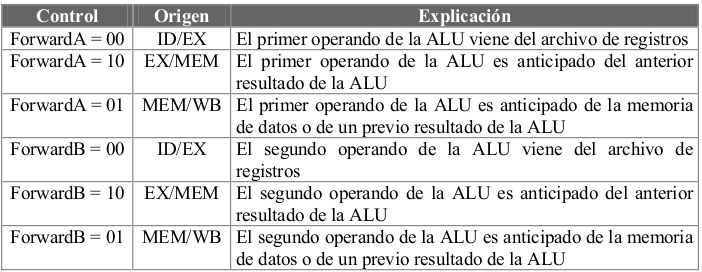 Control Origen Explicación
ForwardA = 00 ID/EX El primer operando de la ALU viene del archivo de registros
ForwardA = 10 EX/MEM El primer operando de la ALU es anticipado del anterior
resultado de la ALU
ForwardA = 01 MEM/WB El primer operando de la ALU es anticipado de la memoria
de datos o de un previo resultado de la ALU
ForwardB = 00 ID/EX El segundo operando de la ALU viene del archivo de
registros
ForwardB = 10 EX/MEM El segundo operando de la ALU es anticipado del anterior
resultado de la ALU
ForwardB = 01 MEM/WB El segundo operando de la ALU es anticipado de la memoria
de datos o de un previo resultado de la ALU